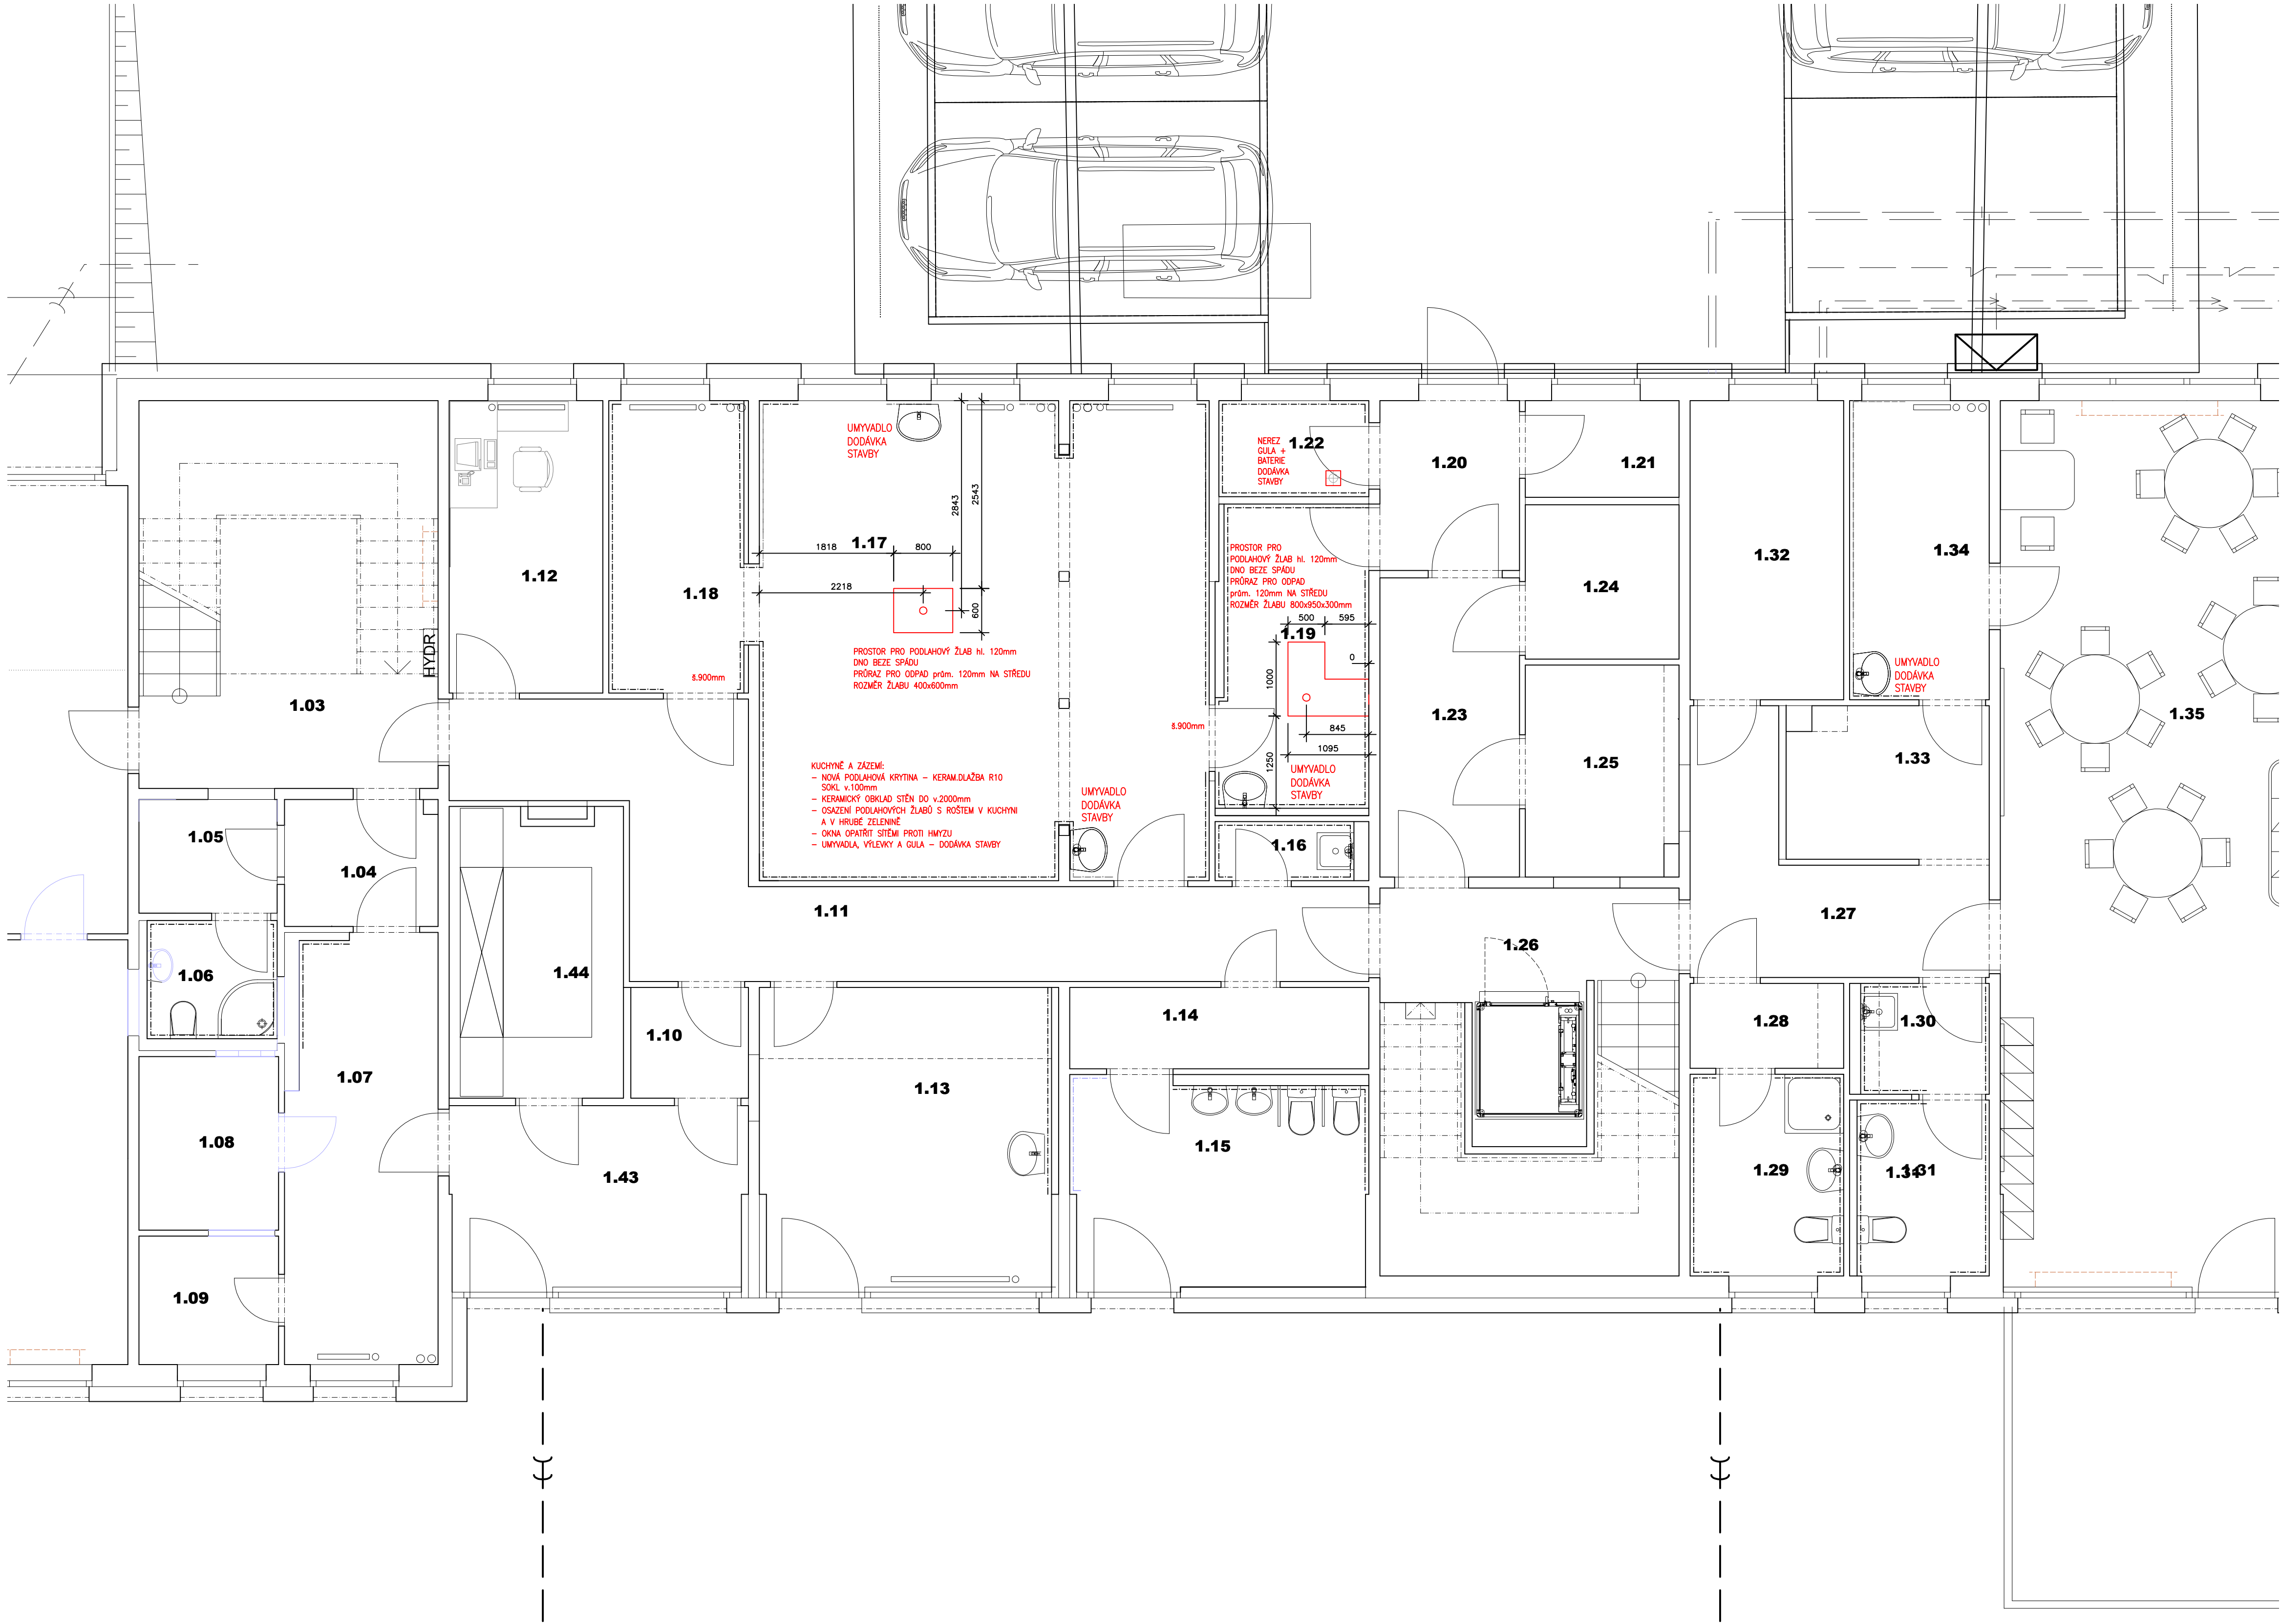 UMYVADLO
DODÁVKA
STAVBY
NEREZ
GULA +
BATERIE
DODÁVKA
STAVBY
1.22
1.20
1.21
2843
2543
1818
1.17
800
2218
600
1.12
1.18
PROSTOR PRO
PODLAHOVÝ ŽLAB hl. 120mm
DNO BEZE SPÁDU
PRŮRAZ PRO ODPAD
prům. 120mm NA STŘEDU
ROZMĚR ŽLABU 800x950x300mm
500
595
1.19
0
1000
845
1095
1250
1.24
1.32
1.34
HYDR.
1.03
PROSTOR PRO PODLAHOVÝ ŽLAB hl. 120mm
DNO BEZE SPÁDU
PRŮRAZ PRO ODPAD prům. 120mm NA STŘEDU
ROZMĚR ŽLABU 400x600mm
š.900mm
š.900mm
UMYVADLO
DODÁVKA
STAVBY
1.23
1.25
1.33
1.35
KUCHYNĚ A ZÁZEMÍ:
– NOVÁ PODLAHOVÁ KRYTINA – KERAM.DLAŽBA R10
SOKL v.100mm
– KERAMICKÝ OBKLAD STĚN DO v.2000mm
– OSAZENÍ PODLAHOVÝCH ŽLABŮ S ROŠTEM V KUCHYNI
A V HRUBÉ ZELENINĚ
– OKNA OPATŘIT SÍTĚMI PROTI HMYZU
– UMYVADLA, VÝLEVKY A GULA – DODÁVKA STAVBY
UMYVADLO
DODÁVKA
STAVBY
UMYVADLO
DODÁVKA
STAVBY
1.05
1.04
1.16
1.11
1.27
1.26
1.06
1.44
1.10
1.14
1.28
1.30
1.07
1.13
1.08
1.43
1.15
1.29
1.31
1.31
1.09